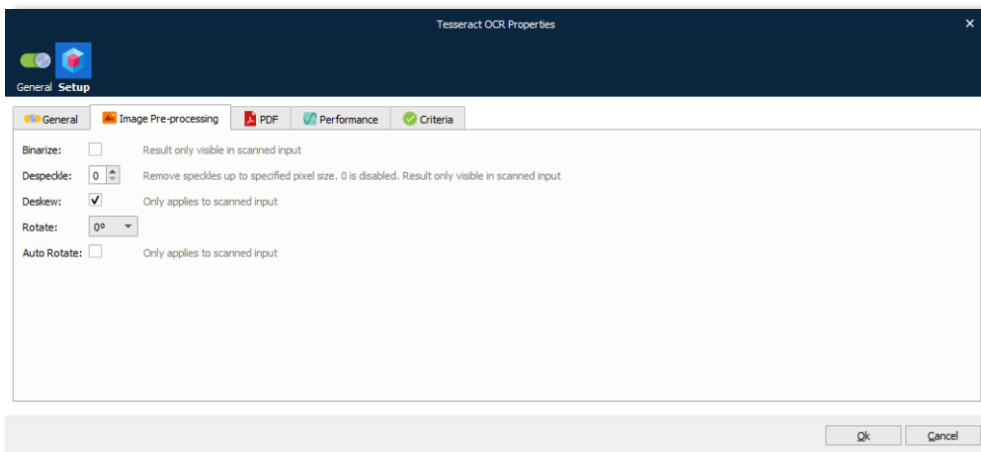 Tesseract OCR Properties
General Setup
General Image Pre-processing PDF Performance Criteria
Binarize: Result only visible in scanned input
Despeckle: 0 Remove speckles up to specified pixel size. 0 is disabled. Result only visible in scanned input
Deskew: Only applies to scanned input
Rotate: 0º
Auto Rotate: Only applies to scanned input
Ok Cancel